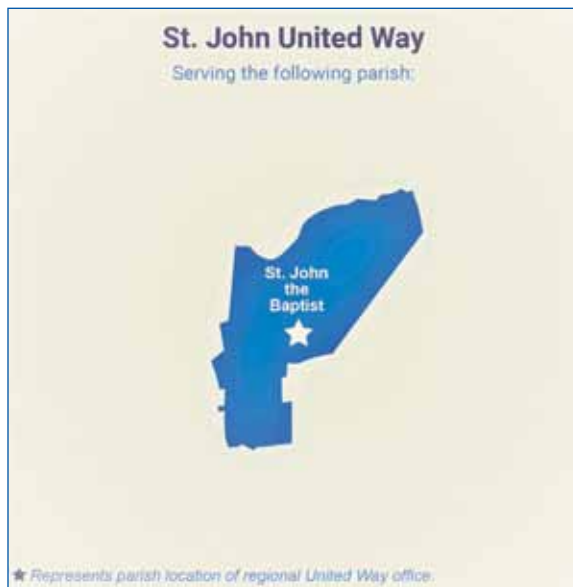 St. John United Way
Serving the following parish:
St. John
the
Baptist
★ Represents parish location of regional United Way office.